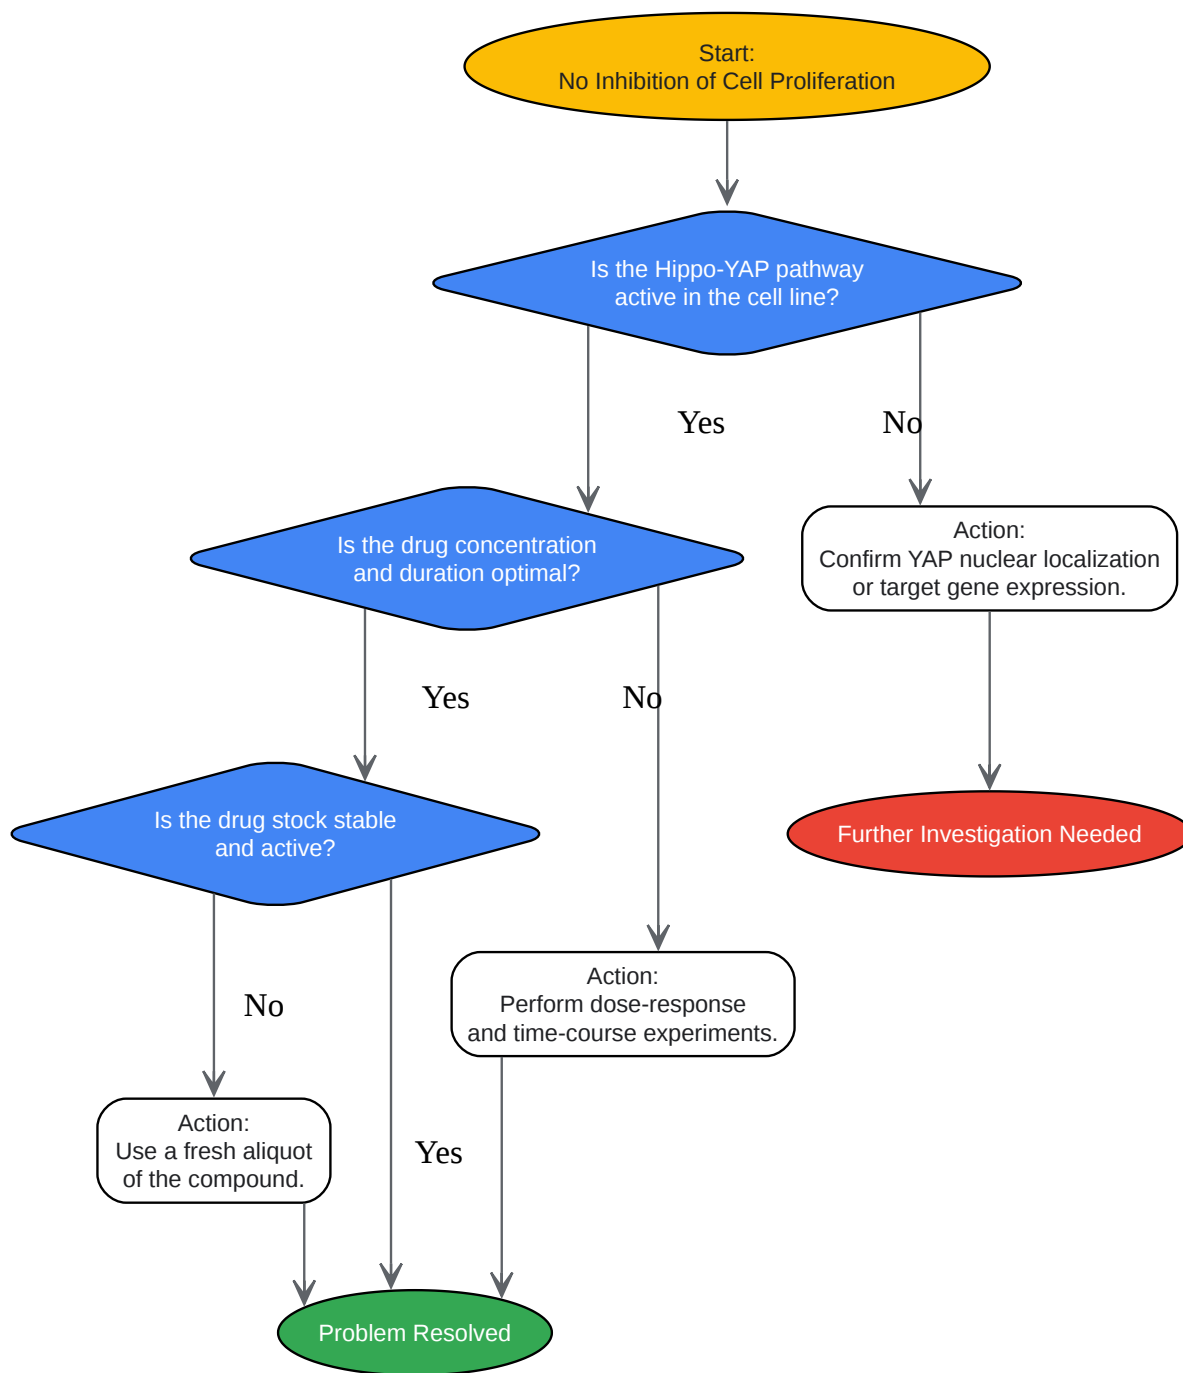 Start:
No Inhibition of Cell Proliferation
Is the Hippo-YAP pathway
active in the cell line?
Yes
No
Action:
Confirm YAP nuclear localization
or target gene expression.
Is the drug concentration
and duration optimal?
Yes
No
Is the drug stock stable
and active?
Further Investigation Needed
Action:
Perform dose-response
and time-course experiments.
No
Action:
Use a fresh aliquot
of the compound.
Yes
Problem Resolved